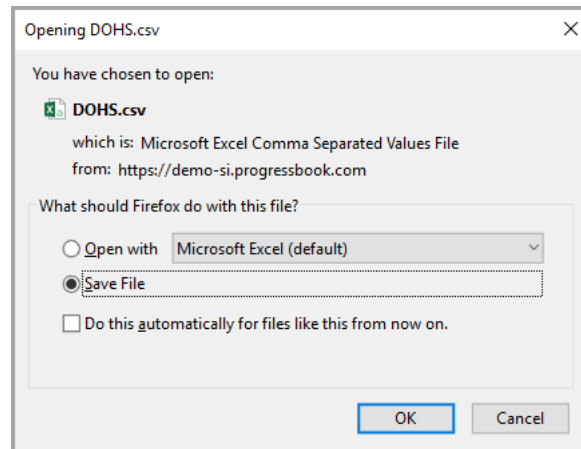 Opening DOHS.csv
You have chosen to open:
DOHS.csv
which is: Microsoft Excel Comma Separated Values File
from: https://demo-si.progressbook.com
What should Firefox do with this file?
Open with Microsoft Excel (default)
Save File
Do this automatically for files like this from now on.
OK Cancel